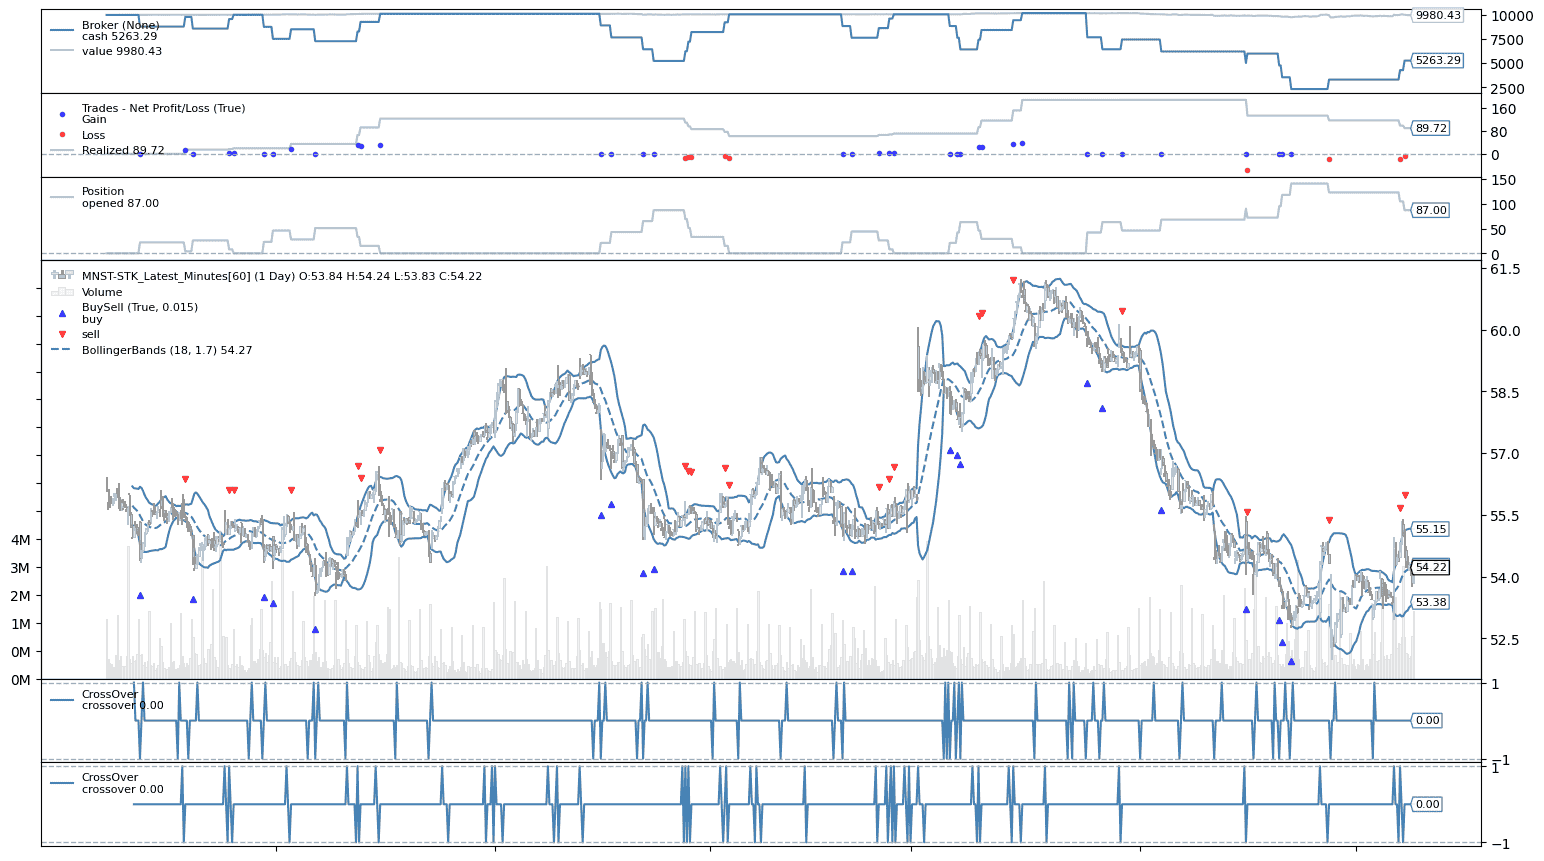 Broker (None)
cash 5263.29
value 9980.43
9980.43
5263.29
10000
7500
5000
2500
Trades - Net Profit/Loss (True)
Gain
Loss
Realized 89.72
89.72
160
80
0
Position
opened 87.00
87.00
150
100
50
0
MNST-STK_Latest_Minutes[60] (1 Day) O:53.84 H:54.24 L:53.83 C:54.22
Volume
BuySell (True, 0.015)
buy
sell
BollingerBands (18, 1.7) 54.27
61.5
60.0
58.5
57.0
55.5
54.0
52.5
55.15
54.22
53.38
4M
3M
2M
1M
0M
0M
CrossOver
crossover 0.00
0.00
1
−1
CrossOver
crossover 0.00
0.00
1
−1